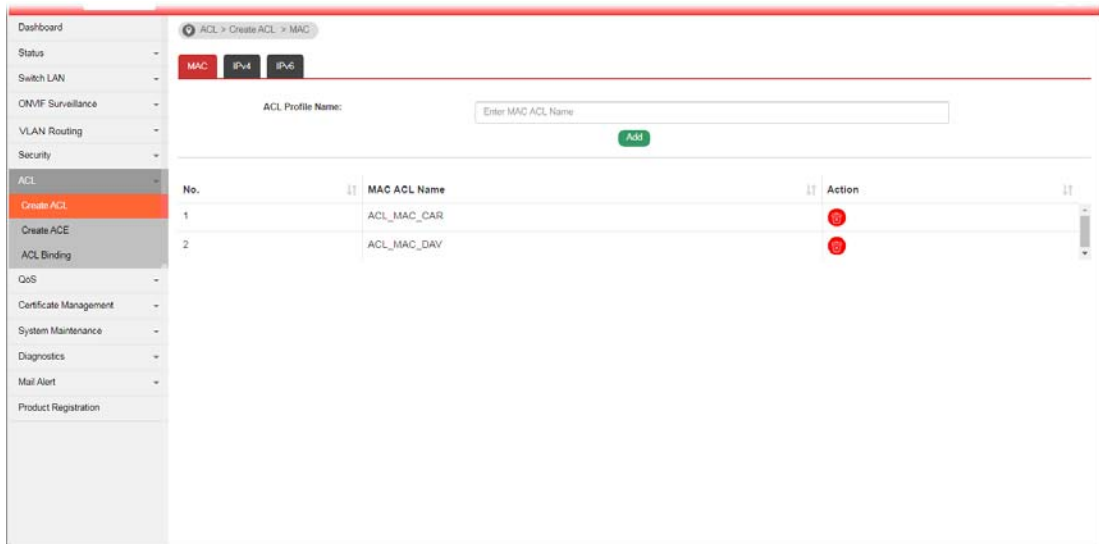 Dashboard
Status
Switch LAN
ONVIF Surveillance
VLAN Routing
Security
ACL
Create ACL
Create ACE
ACL Binding
QoS
Certificate Management
System Maintenance
Diagnostics
Mail Alert
Product Registration
ACL > Create ACL > MAC
MAC IPv4 IPv6
ACL Profile Name: Enter MAC ACL Name
Add
No. MAC ACL Name Action
1 ACL_MAC_CAR
2 ACL_MAC_DAV